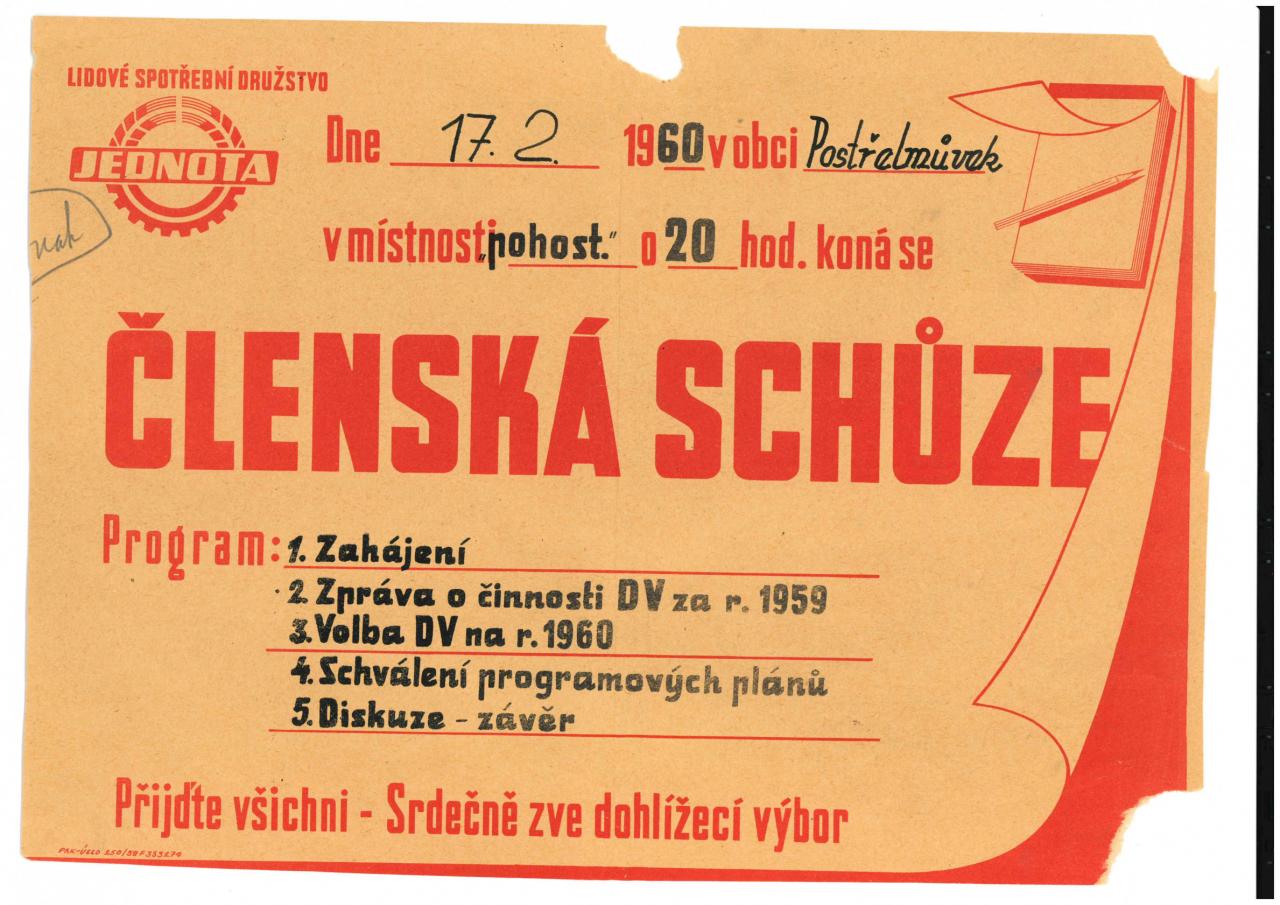 LIDOVÉ SPOTŘEBNÍ DRUŽSTVO
JEDNOTA
Dne 17. 2. 1960 v obci Postřelmůvek
v místnosti „pohost.“ o 20 hod. koná se
ČLENSKÁ SCHŮZE
Program: 1. Zahájení
2. Zpráva o činnosti DV za r. 1959
3. Volba DV na r. 1960
4. Schválení programových plánů
5. Diskuze - závěr
Přijďte všichni - Srdečně zve dohlížecí výbor